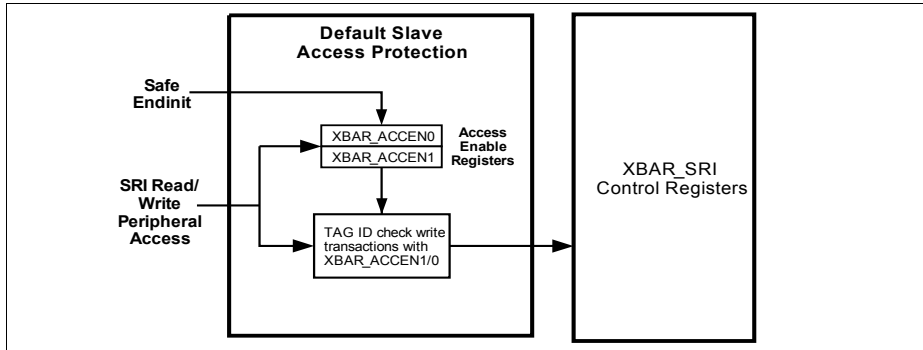 Default Slave
Access Protection
Safe
Endinit
XBAR_ACCEN0
XBAR_ACCEN1
Access
Enable
Registers
SRI Read/
Write
Peripheral
Access
TAG ID check write
transactions with
XBAR_ACCEN1/0
XBAR_SRI
Control Registers